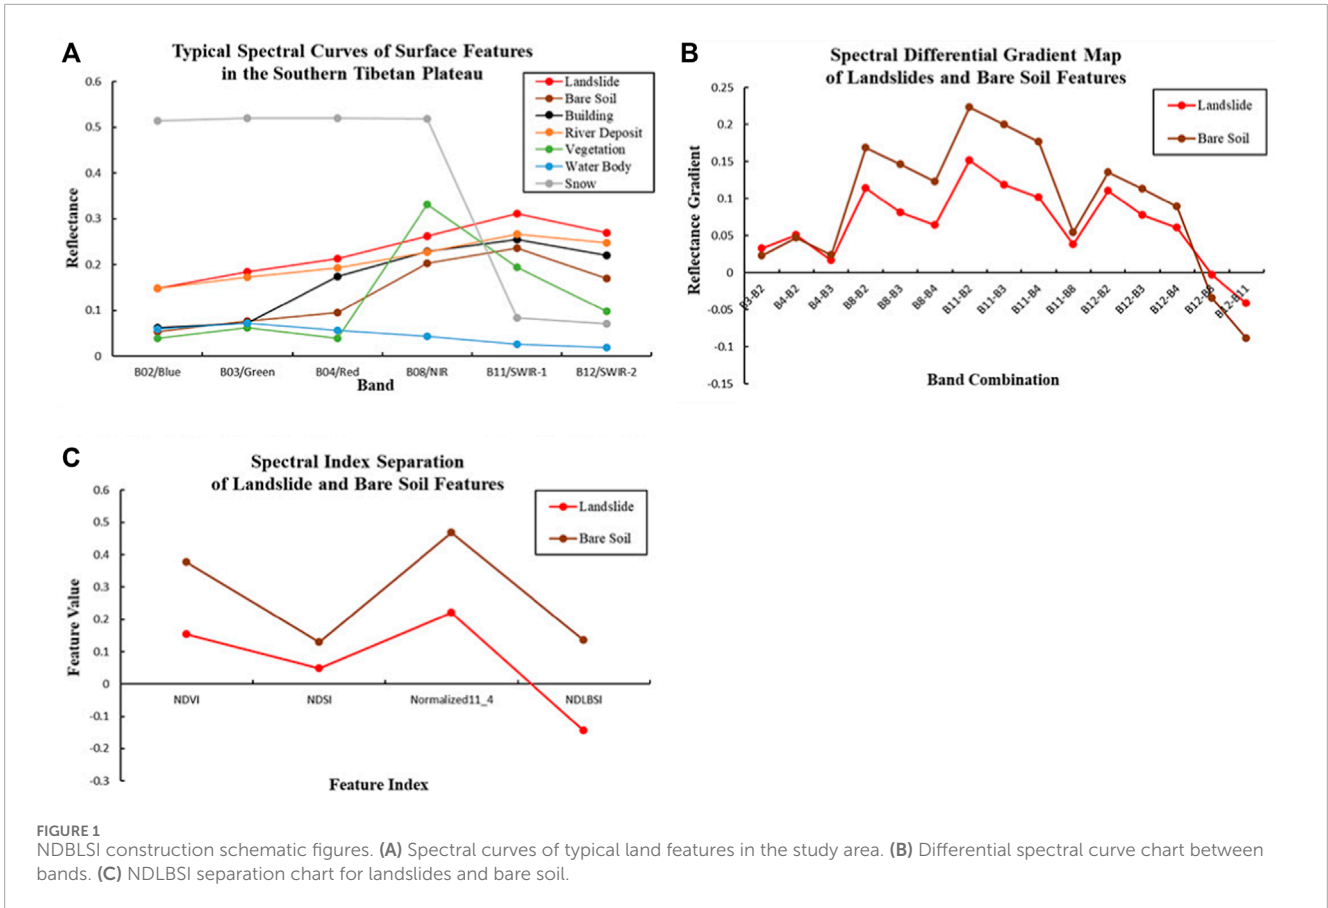 A
Typical Spectral Curves of Surface Features
in the Southern Tibetan Plateau
0.6
0.5
0.4
0.3
0.2
0.1
0
Reflectance
Landslide
Bare Soil
Building
River Deposit
Vegetation
Water Body
Snow
B02/Blue
B03/Green
B04/Red
B08/NIR
B11/SWIR-1
B12/SWIR-2
Band
B
Spectral Differential Gradient Map
of Landslides and Bare Soil Features
0.25
0.2
0.15
0.1
0.05
0
-0.05
-0.1
-0.15
Reflectance Gradient
Landslide
Bare Soil
B3-B2
B4-B2
B4-B3
B8-B2
B8-B3
B8-B4
B11-B2
B11-B3
B11-B4
B11-B8
B12-B2
B12-B3
B12-B4
B12-B11
Band Combination
C
Spectral Index Separation
of Landslide and Bare Soil Features
0.6
0.5
0.4
0.3
0.2
0.1
0
-0.1
-0.2
-0.3
Feature Value
Landslide
Bare Soil
NDVI
NDSI
Normalized11_4
NDLBSI
Feature Index
FIGURE 1
NDBLSI construction schematic figures. (A) Spectral curves of typical land features in the study area. (B) Differential spectral curve chart between
bands. (C) NDLBSI separation chart for landslides and bare soil.